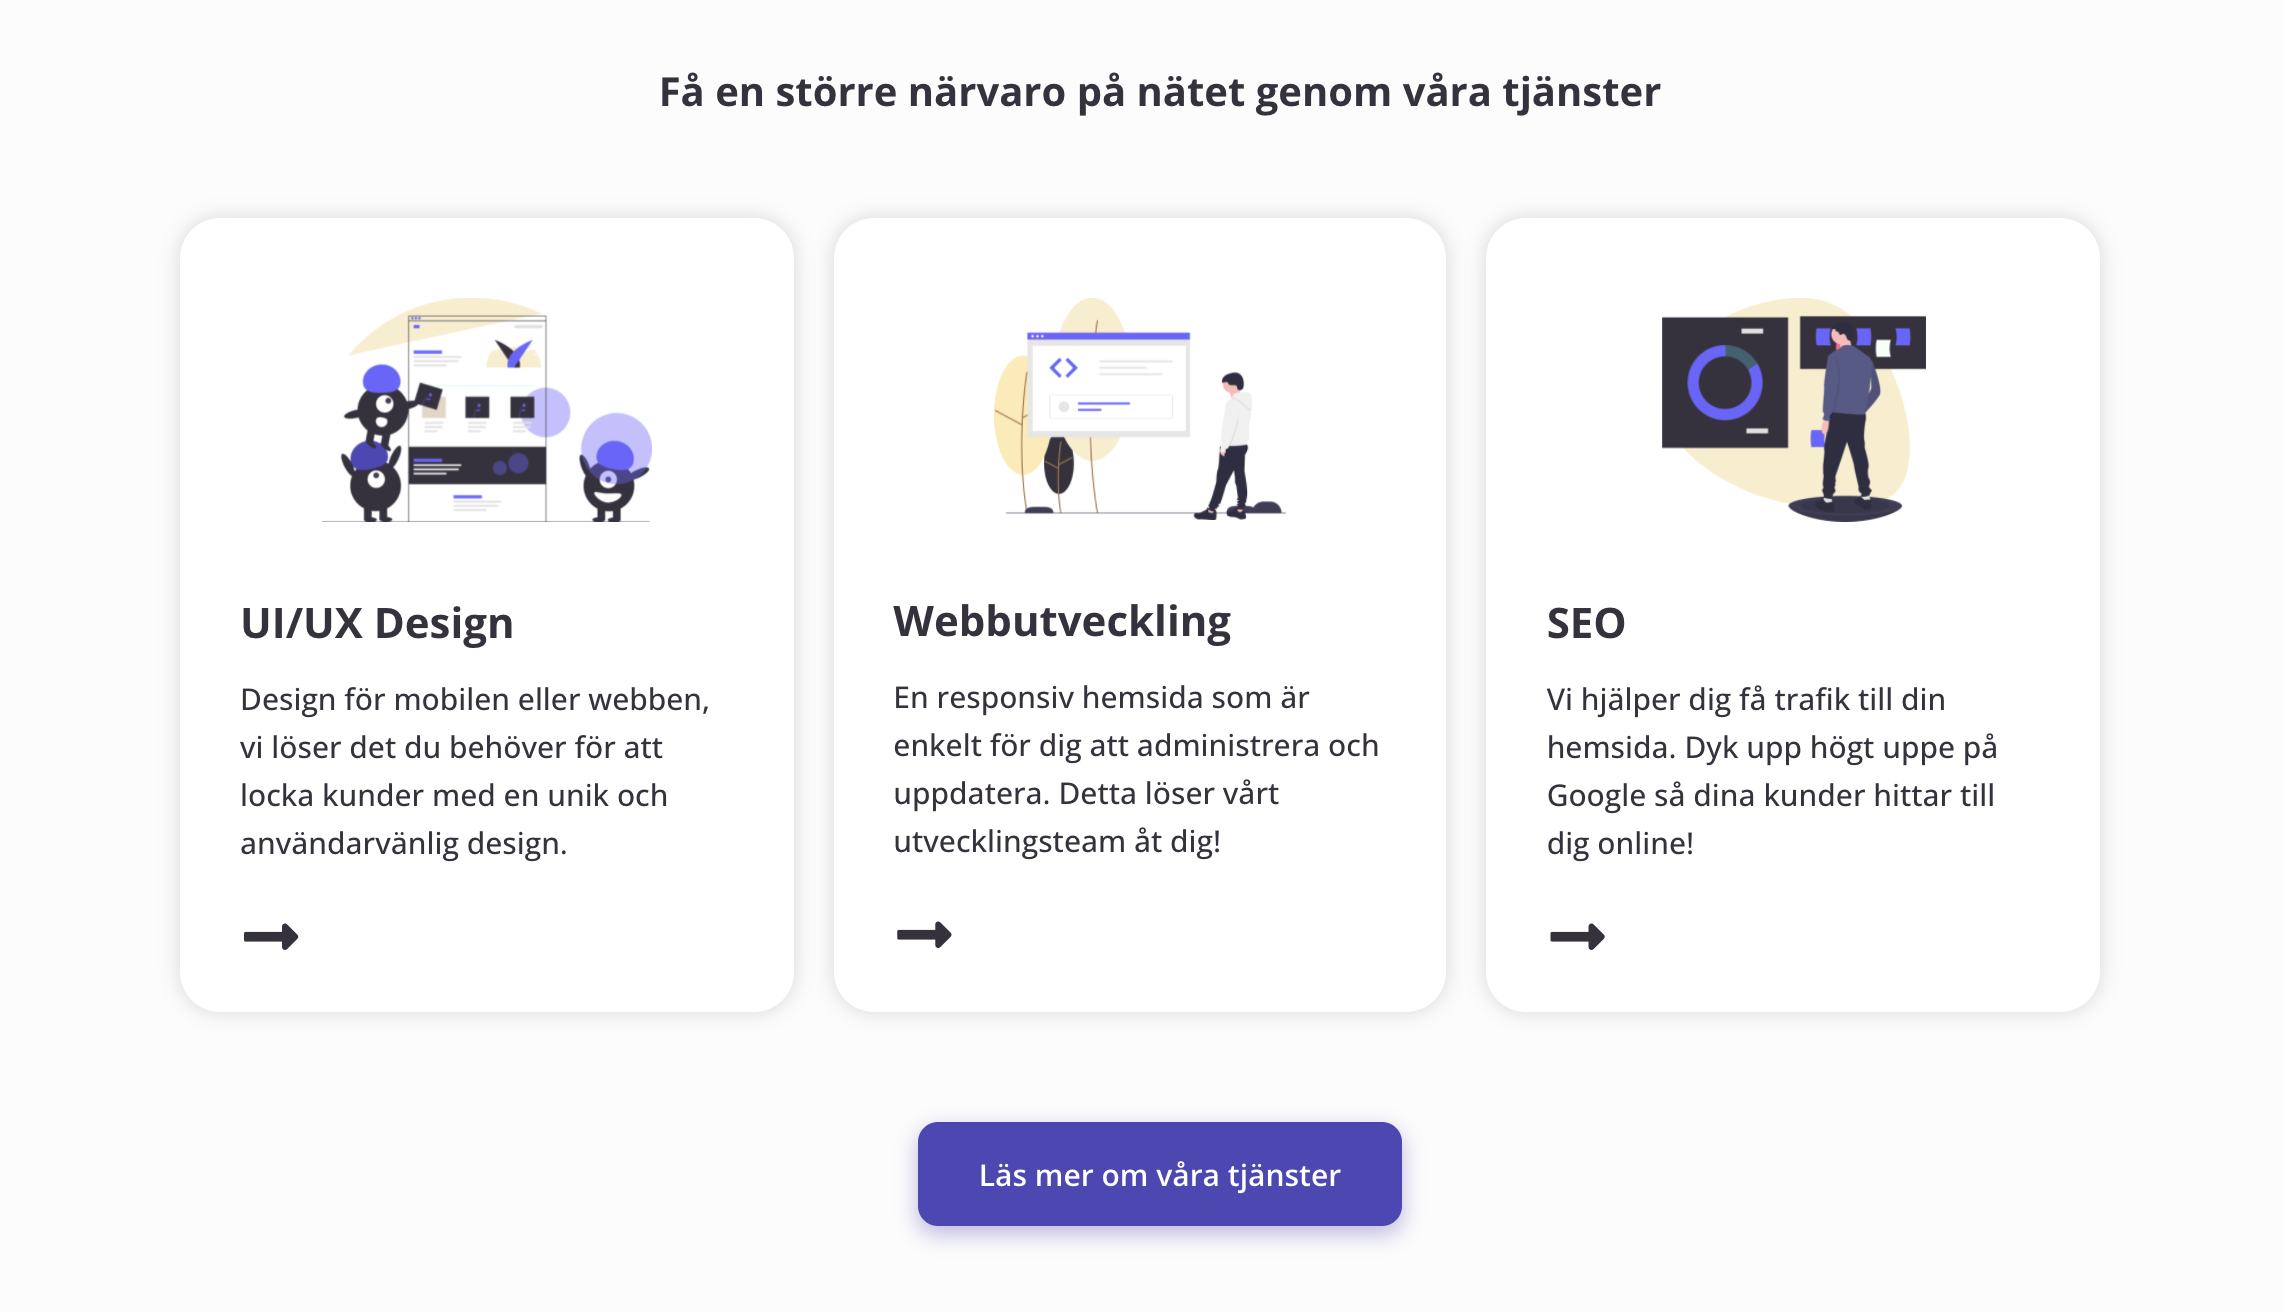 Få en större närvaro på nätet genom våra tjänster
UI/UX Design
Design för mobilen eller webben,
vi löser det du behöver för att
locka kunder med en unik och
användarvänlig design.
Webbutveckling
En responsiv hemsida som är
enkelt för dig att administrera och
uppdatera. Detta löser vårt
utvecklingsteam åt dig!
SEO
Vi hjälper dig få trafik till din
hemsida. Dyk upp högt uppe på
Google så dina kunder hittar till
dig online!
Läs mer om våra tjänster